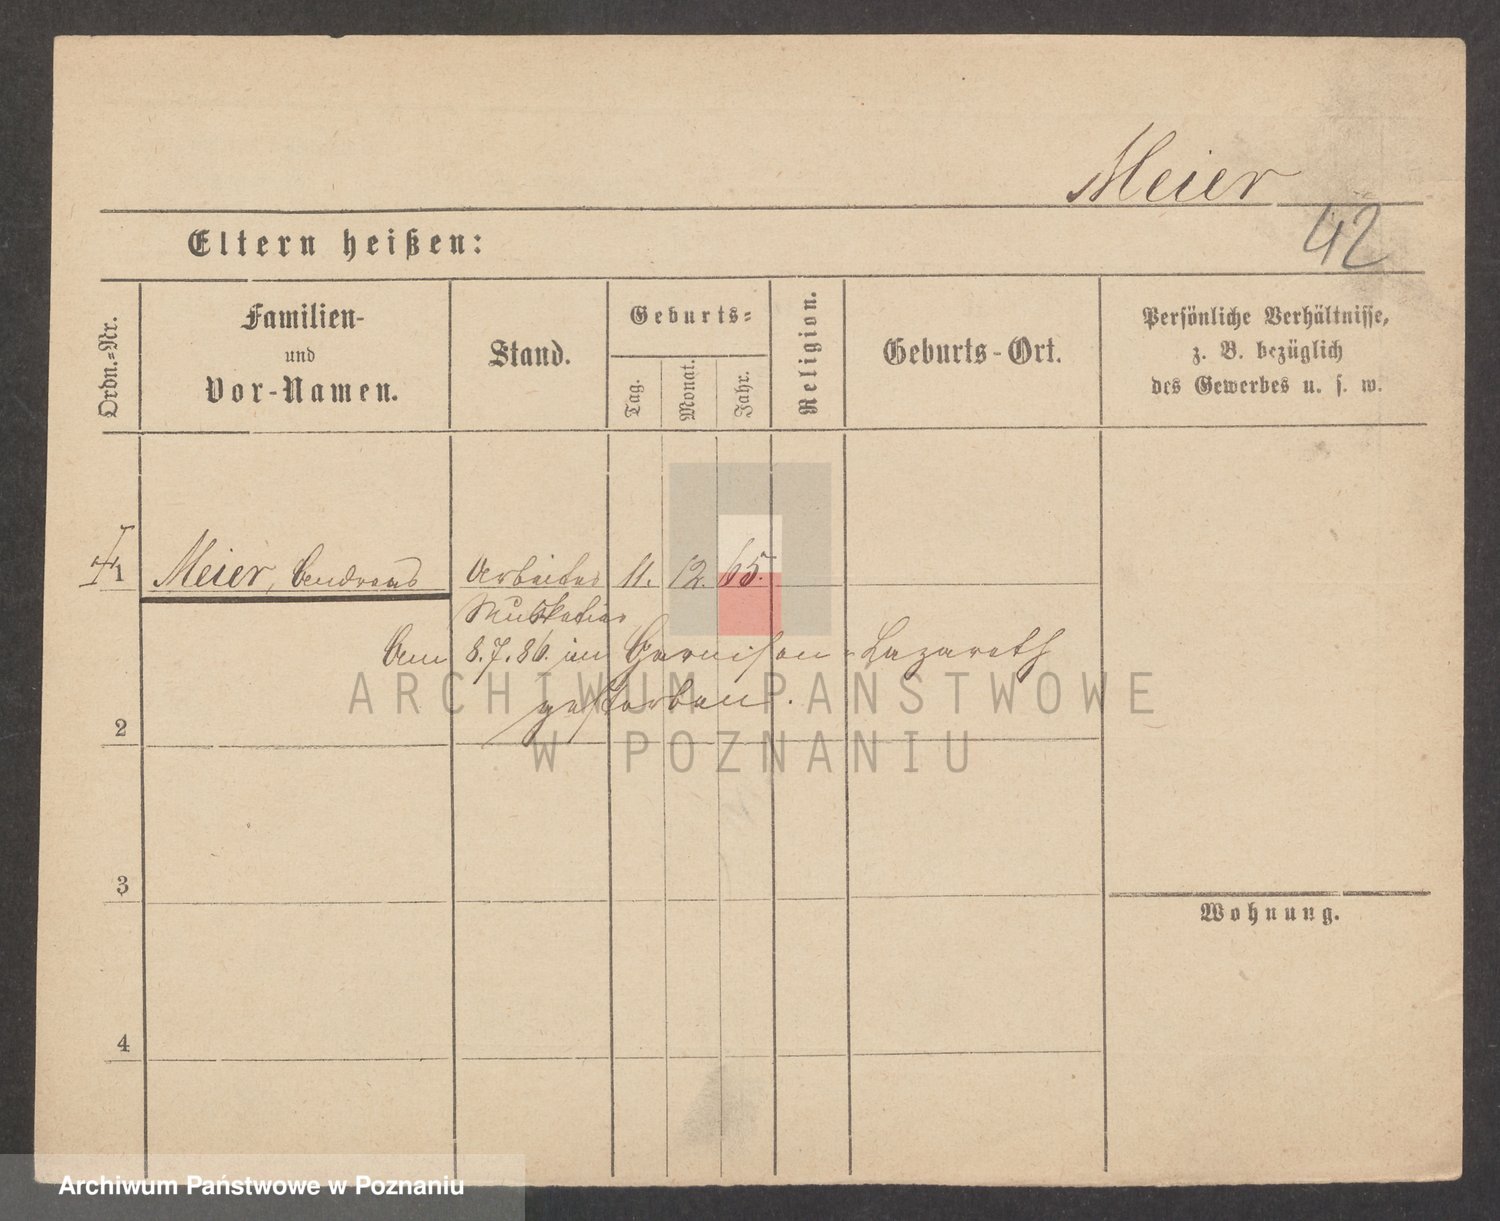 Meier
42
Eltern heißen:
Ordn.=Nr.
Familien-
und
Vor-Namen.
Stand.
Geburts=
Tag.
Monat.
Jahr.
Religion.
Geburts-Ort.
Persönliche Verhältnisse,
z. B. bezüglich
des Gewerbes u. s. w.
1 Meier, Andreas Arbeiter 11. 12. 65.
Musketier
Am 8.7.86. im Garnison-Lazareth
gestorben.
2
3
4
Wohnung.
ARCHIWUM PAŃSTWOWE
W POZNANIU
Archiwum Państwowe w Poznaniu